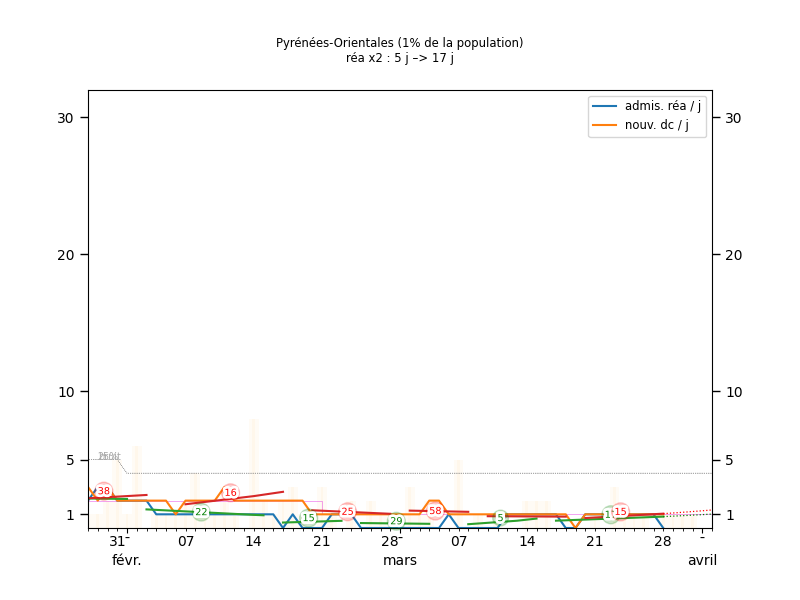 Pyrénées-Orientales (1% de la population)
réa x2 : 5 j –> 17 j
admis. réa / j
nouv. dc / j
30 30
20 20
10 10
5 5
1 1
38 22 16 15 25 29 58 5 15
31 07 14 21 28 07 14 21 28
févr. mars avril